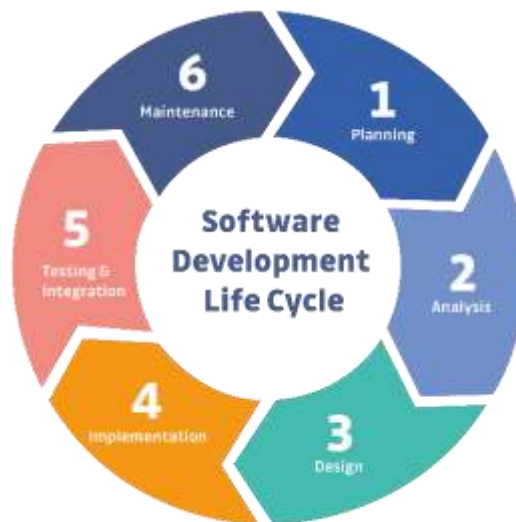 Software
Development
Life Cycle
1
Planning
2
Analysis
3
Design
4
Implementation
5
Testing &
Integration
6
Maintenance